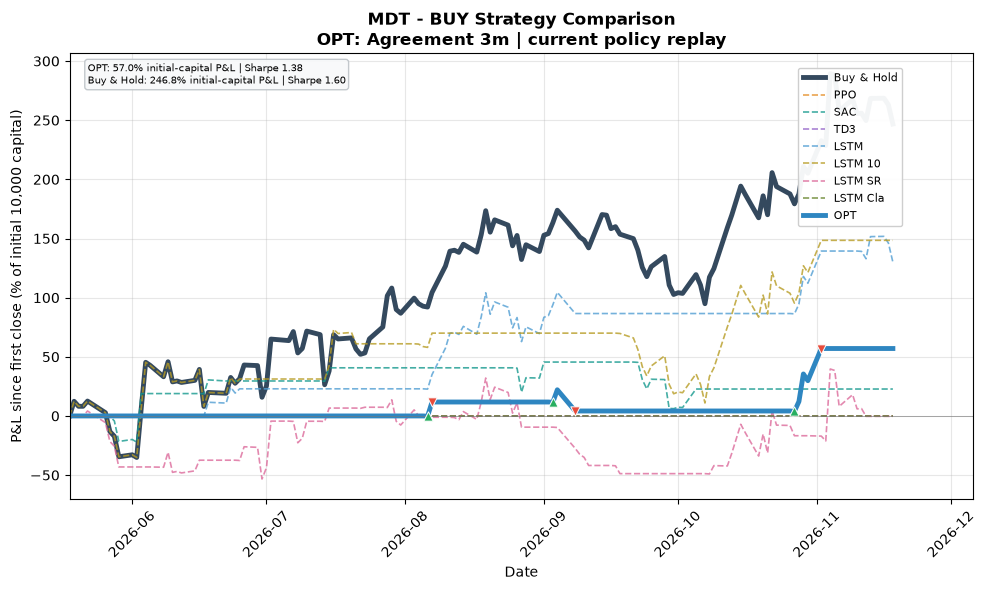 MDT - BUY Strategy Comparison
OPT: Agreement 3m | current policy replay
OPT: 57.0% initial-capital P&L | Sharpe 1.38
Buy & Hold: 246.8% initial-capital P&L | Sharpe 1.60
Buy & Hold
PPO
SAC
TD3
LSTM
LSTM 10
LSTM SR
LSTM Cla
OPT
P&L since first close (% of initial 10,000 capital)
300
250
200
150
100
50
0
−50
2026-06
2026-07
2026-08
2026-09
2026-10
2026-11
2026-12
Date